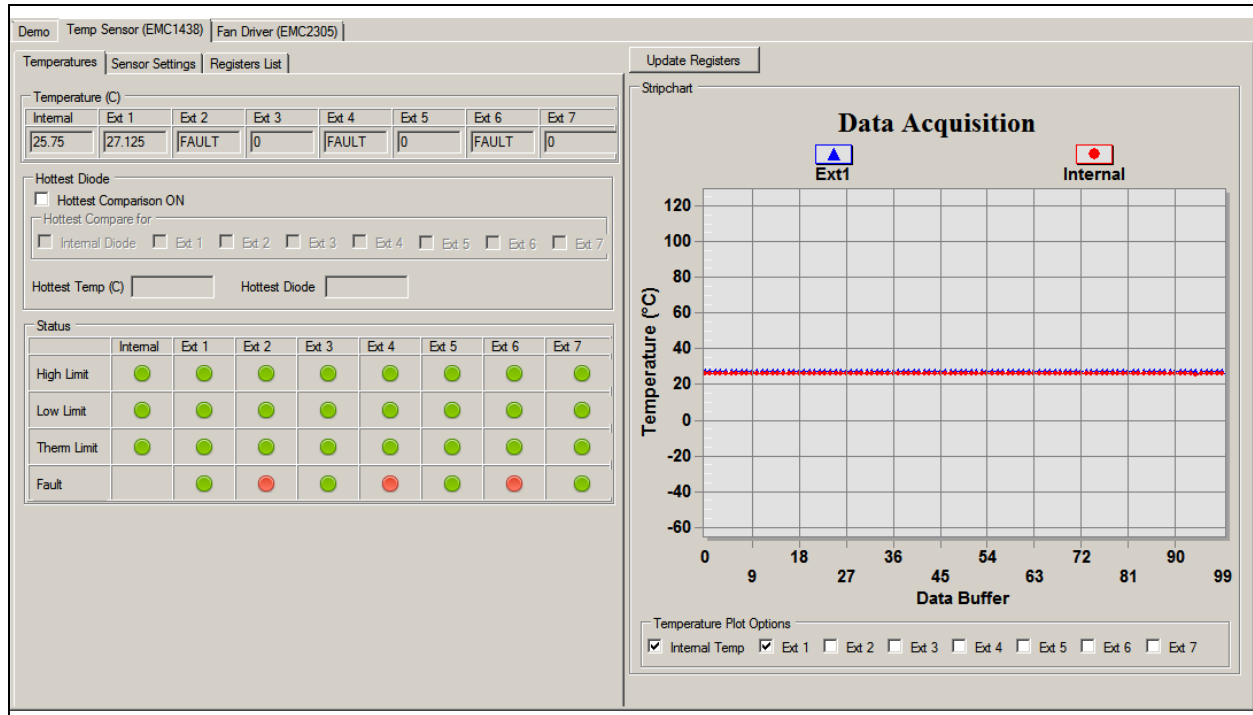 Demo Temp Sensor (EMC1438) Fan Driver (EMC2305)
Temperatures Sensor Settings Registers List
Temperature (C)
Internal Ext 1 Ext 2 Ext 3 Ext 4 Ext 5 Ext 6 Ext 7
25.75 27.125 FAULT 0 FAULT 0 FAULT 0
Hottest Diode
Hottest Comparison ON
Hottest Compare for
Internal Diode Ext 1 Ext 2 Ext 3 Ext 4 Ext 5 Ext 6 Ext 7
Hottest Temp (C) Hottest Diode
Status
Internal Ext 1 Ext 2 Ext 3 Ext 4 Ext 5 Ext 6 Ext 7
High Limit
Low Limit
Therm Limit
Fault
Update Registers
Stripchart
Data Acquisition
Ext1 Internal
Temperature (°C)
120
100
80
60
40
20
0
-20
-40
-60
0 18 36 54 72 90
9 27 45 63 81 99
Data Buffer
Temperature Plot Options
Internal Temp Ext 1 Ext 2 Ext 3 Ext 4 Ext 5 Ext 6 Ext 7